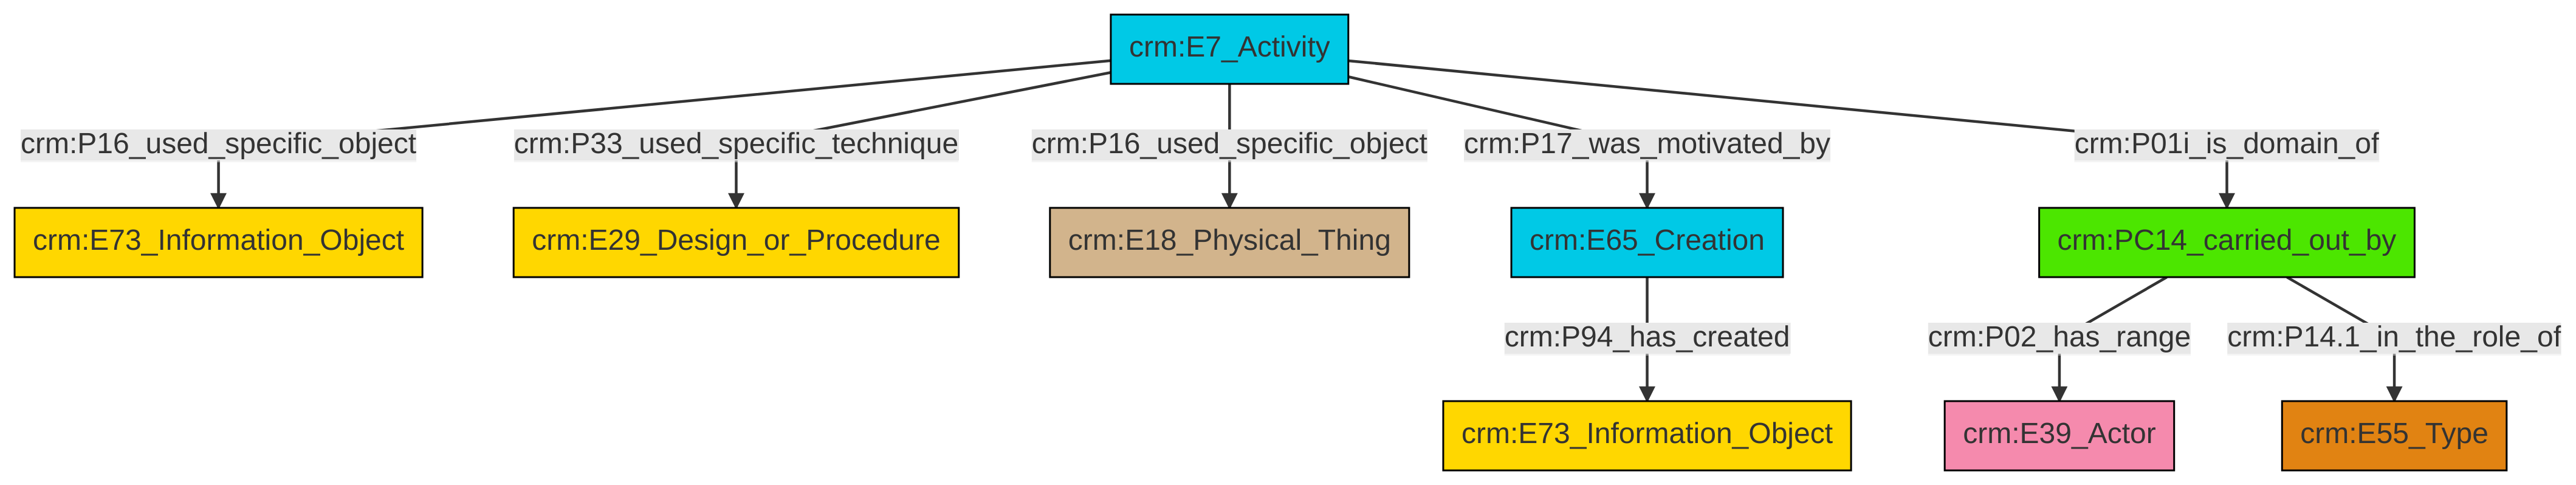 crm:E7_Activity
crm:P16_used_specific_object
crm:P33_used_specific_technique
crm:P16_used_specific_object
crm:P17_was_motivated_by
crm:P01i_is_domain_of
crm:E73_Information_Object
crm:E29_Design_or_Procedure
crm:E18_Physical_Thing
crm:E65_Creation
crm:PC14_carried_out_by
crm:P94_has_created
crm:P02_has_range
crm:P14.1_in_the_role_of
crm:E73_Information_Object
crm:E39_Actor
crm:E55_Type